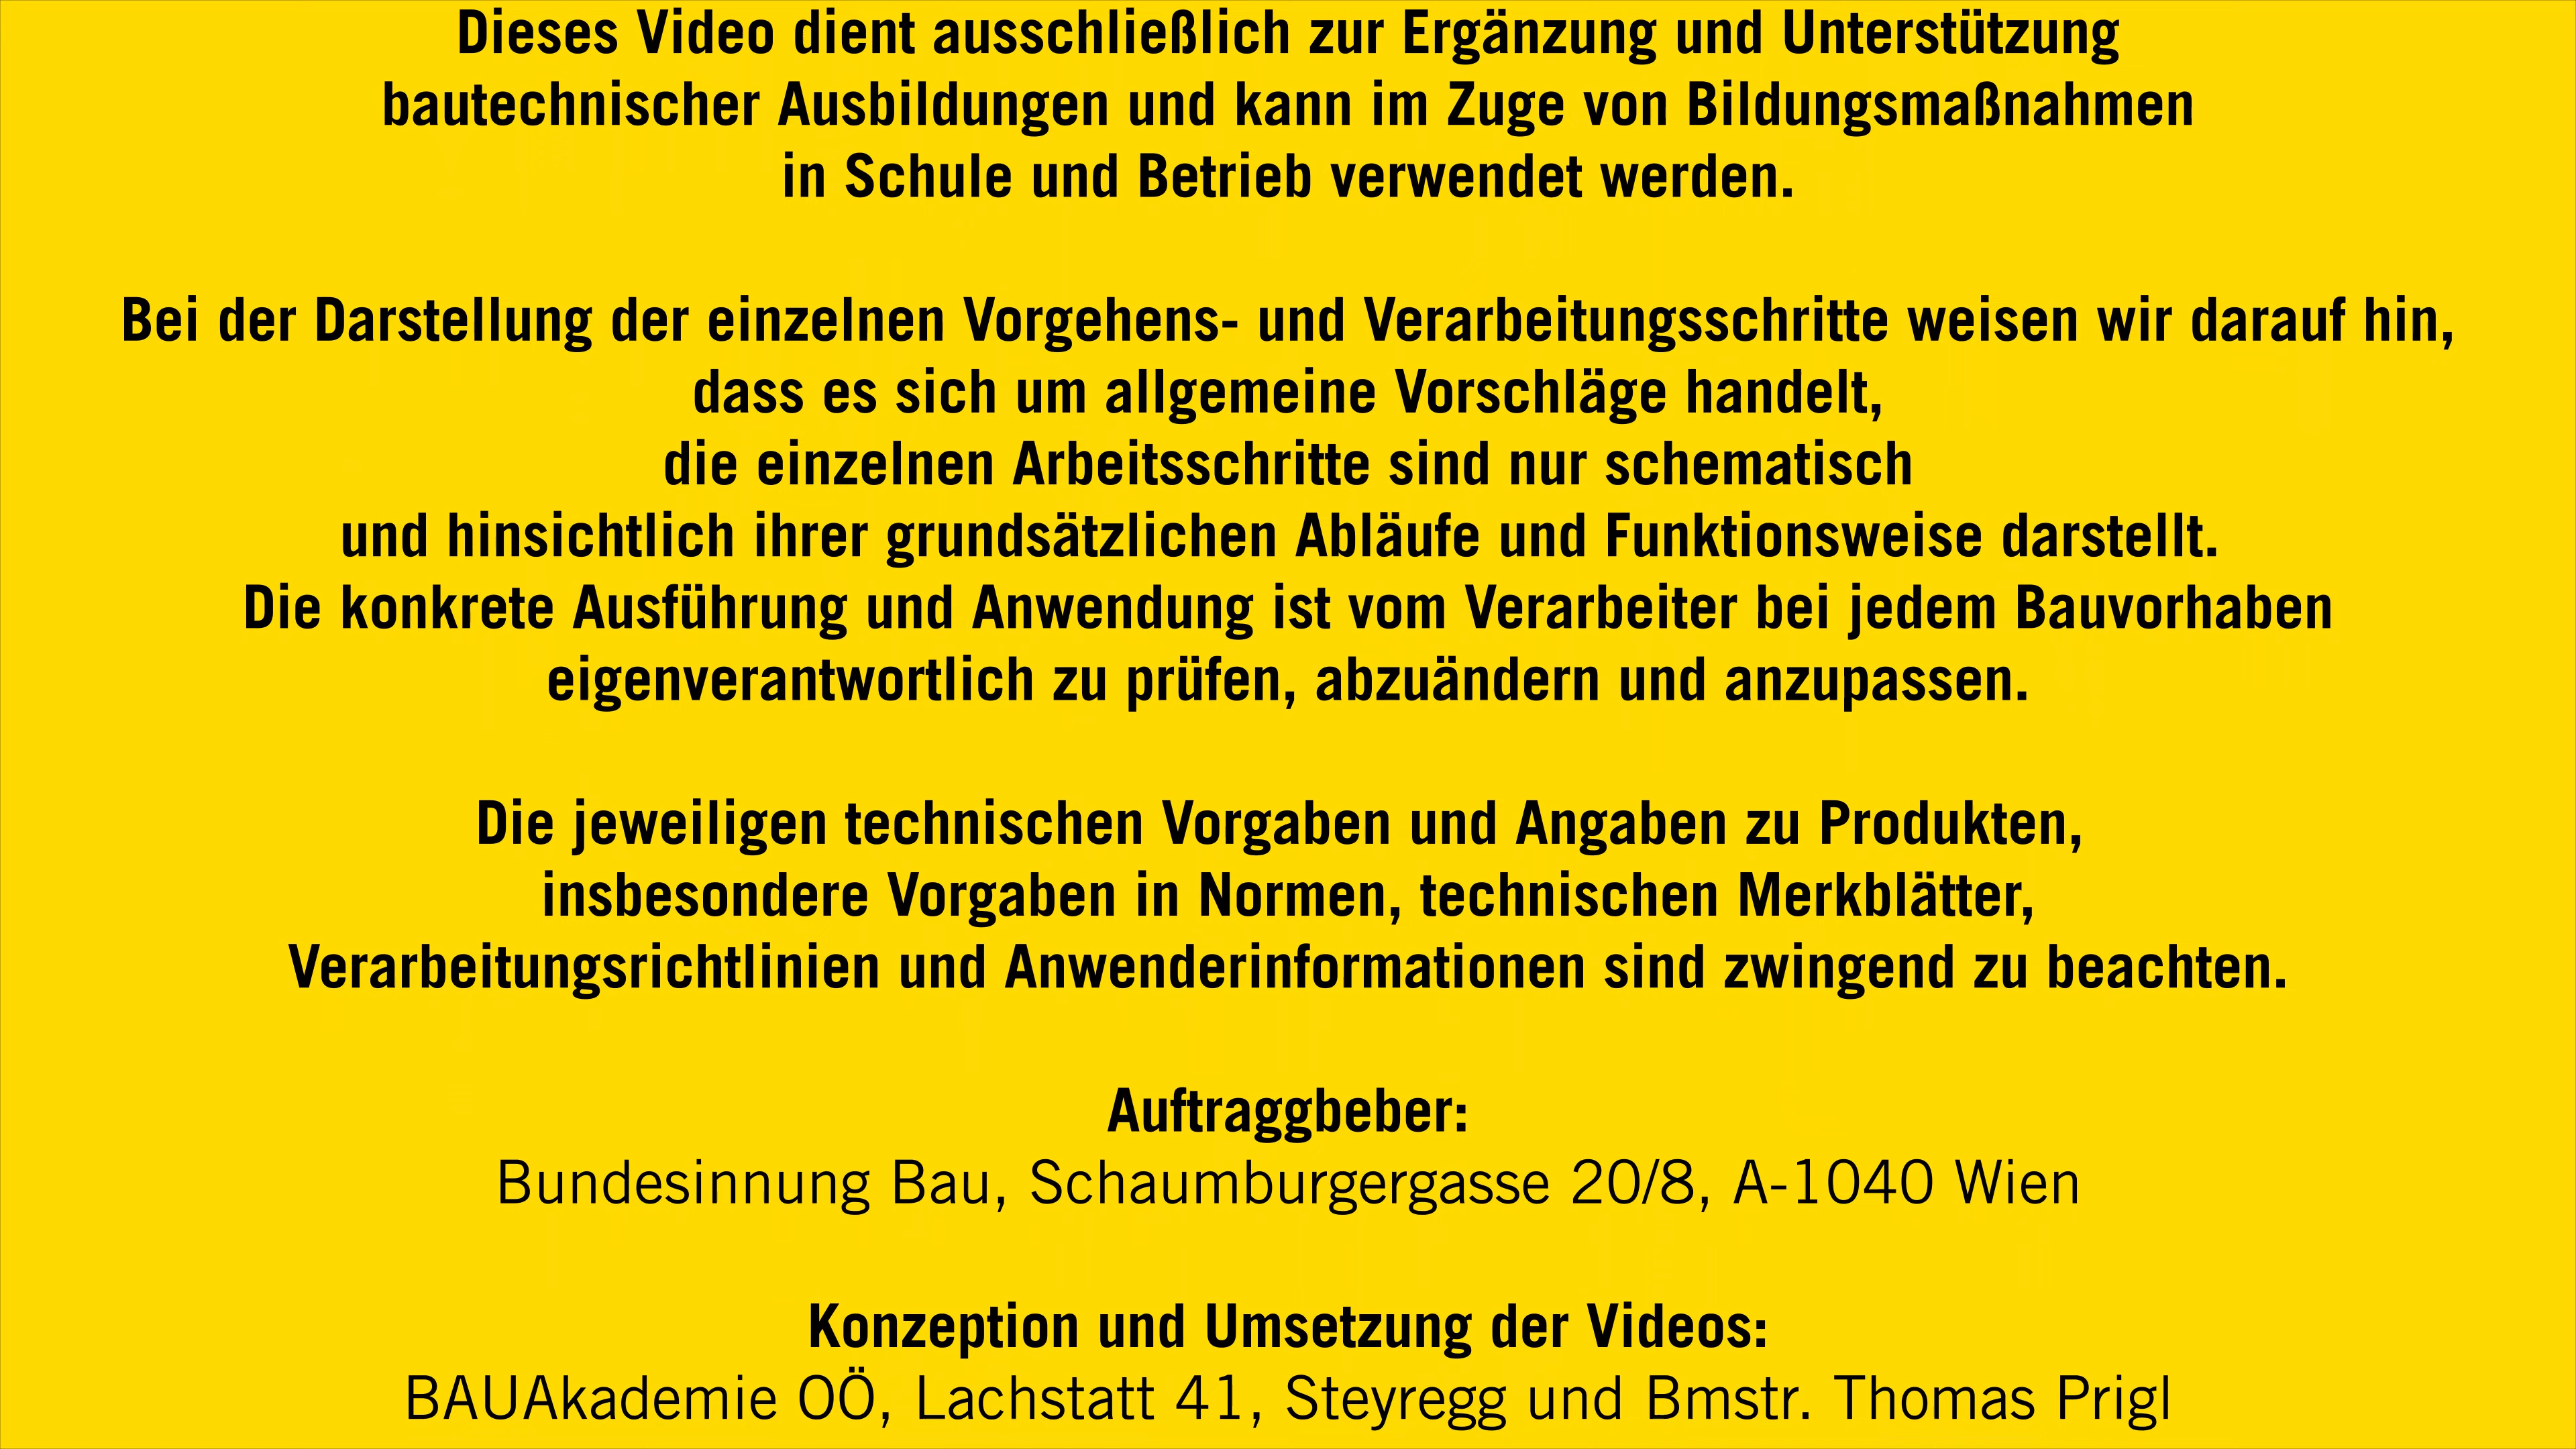 Dieses Video dient ausschließlich zur Ergänzung und Unterstützung
bautechnischer Ausbildungen und kann im Zuge von Bildungsmaßnahmen
in Schule und Betrieb verwendet werden.
Bei der Darstellung der einzelnen Vorgehens- und Verarbeitungsschritte weisen wir darauf hin,
dass es sich um allgemeine Vorschläge handelt,
die einzelnen Arbeitsschritte sind nur schematisch
und hinsichtlich ihrer grundsätzlichen Abläufe und Funktionsweise darstellt.
Die konkrete Ausführung und Anwendung ist vom Verarbeiter bei jedem Bauvorhaben
eigenverantwortlich zu prüfen, abzuändern und anzupassen.
Die jeweiligen technischen Vorgaben und Angaben zu Produkten,
insbesondere Vorgaben in Normen, technischen Merkblätter,
Verarbeitungsrichtlinien und Anwenderinformationen sind zwingend zu beachten.
Auftraggbeber:
Bundesinnung Bau, Schaumburgergasse 20/8, A-1040 Wien
Konzeption und Umsetzung der Videos:
BAUAkademie OÖ, Lachstatt 41, Steyregg und Bmstr. Thomas Prigl